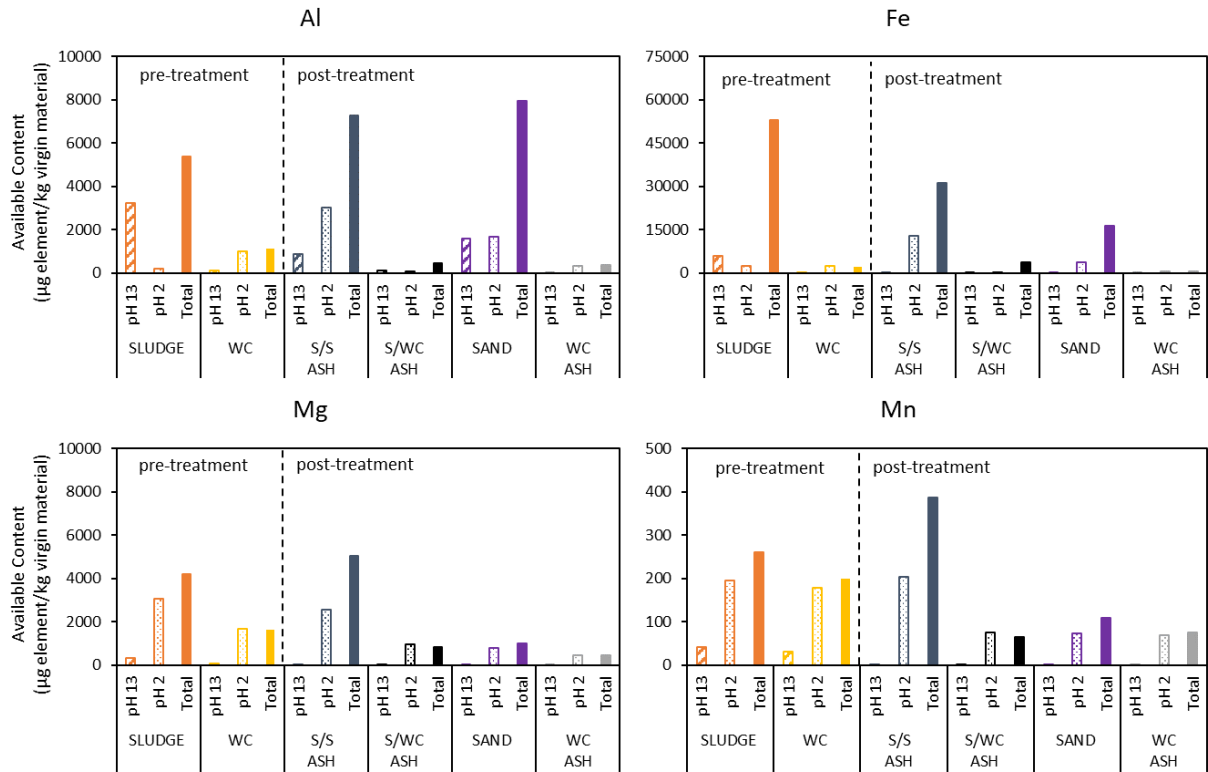 Al
10000
8000
6000
4000
2000
0
Available Content
(µg element/kg virgin material)
pre-treatment
post-treatment
pH 13
pH 2
Total
pH 13
pH 2
Total
pH 13
pH 2
Total
pH 13
pH 2
Total
pH 13
pH 2
Total
pH 13
pH 2
Total
SLUDGE
WC
S/S
ASH
S/WC
ASH
SAND
WC
ASH
Fe
75000
60000
45000
30000
15000
0
pre-treatment
post-treatment
pH 13
pH 2
Total
pH 13
pH 2
Total
pH 13
pH 2
Total
pH 13
pH 2
Total
pH 13
pH 2
Total
pH 13
pH 2
Total
SLUDGE
WC
S/S
ASH
S/WC
ASH
SAND
WC
ASH
Mg
10000
8000
6000
4000
2000
0
Available Content
(µg element/kg virgin material)
pre-treatment
post-treatment
pH 13
pH 2
Total
pH 13
pH 2
Total
pH 13
pH 2
Total
pH 13
pH 2
Total
pH 13
pH 2
Total
pH 13
pH 2
Total
SLUDGE
WC
S/S
ASH
S/WC
ASH
SAND
WC
ASH
Mn
500
400
300
200
100
0
pre-treatment
post-treatment
pH 13
pH 2
Total
pH 13
pH 2
Total
pH 13
pH 2
Total
pH 13
pH 2
Total
pH 13
pH 2
Total
pH 13
pH 2
Total
SLUDGE
WC
S/S
ASH
S/WC
ASH
SAND
WC
ASH